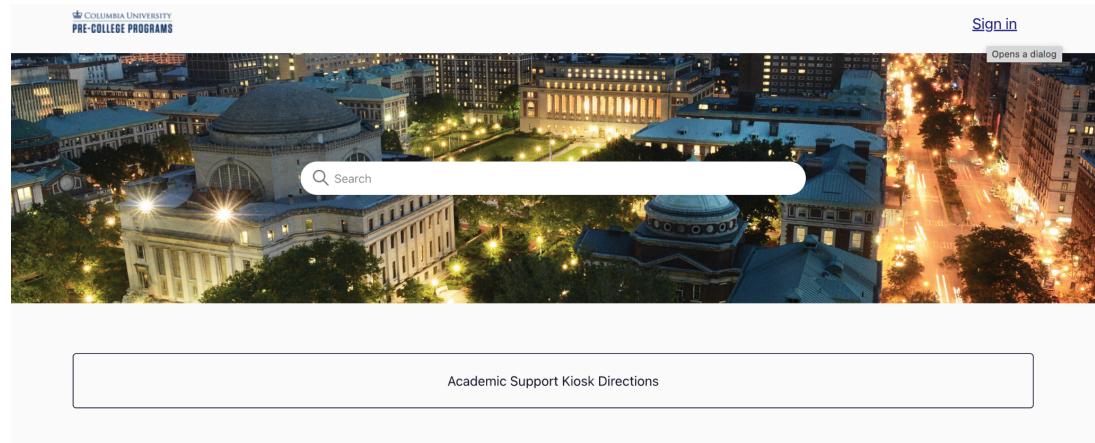 COLUMBIA UNIVERSITY
PRE-COLLEGE PROGRAMS
Sign in
Opens a dialog
Search
Academic Support Kiosk Directions